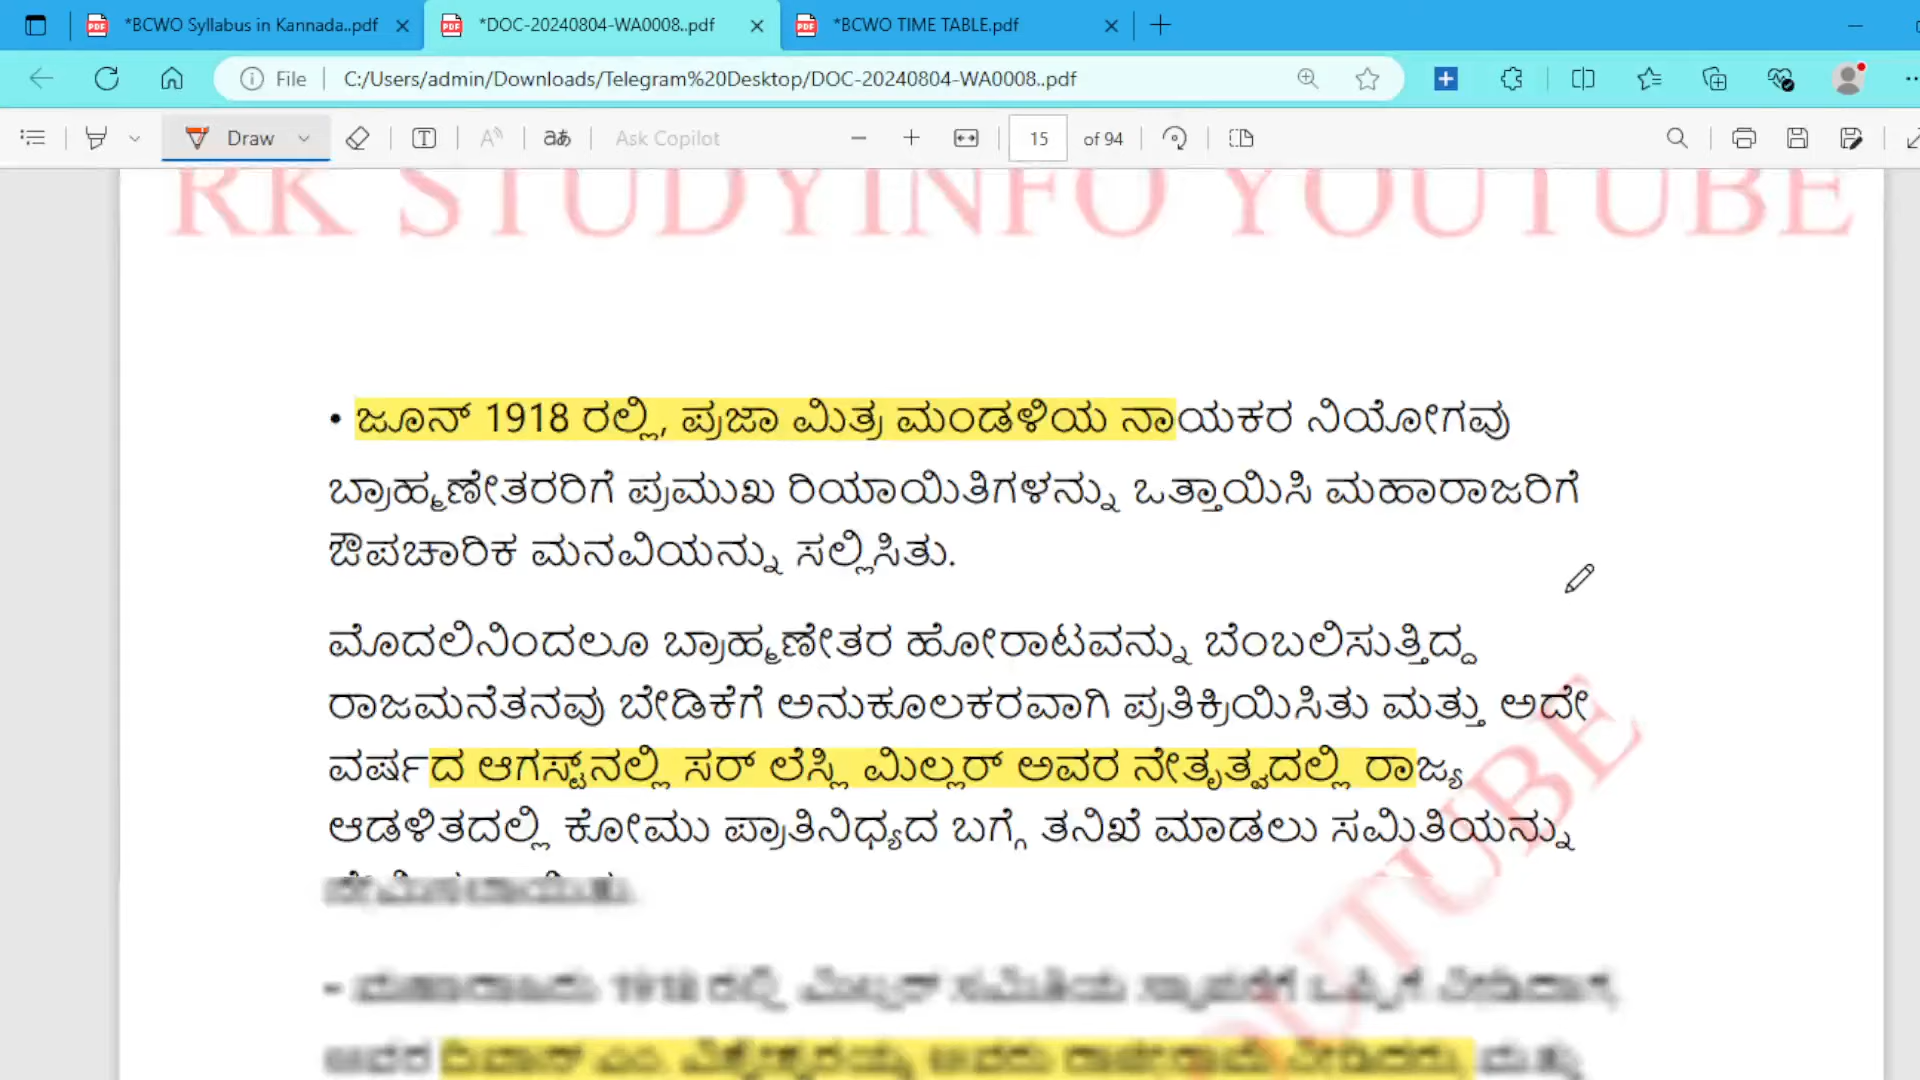 *BCWO Syllabus in Kannada..pdf
*DOC-20240804-WA0008..pdf
*BCWO TIME TABLE.pdf
File
C:/Users/admin/Downloads/Telegram%20Desktop/DOC-20240804-WA0008..pdf
Draw
Ask Copilot
15 of 94
RK STUDYINFO YOUTUBE
• ಜೂನ್ 1918 ರಲ್ಲಿ, ಪ್ರಜಾ ಮಿತ್ರ ಮಂಡಳಿಯ ನಾಯಕರ ನಿಯೋಗವು
ಬ್ರಾಹ್ಮಣೇತರರಿಗೆ ಪ್ರಮುಖ ರಿಯಾಯಿತಿಗಳನ್ನು ಒತ್ತಾಯಿಸಿ ಮಹಾರಾಜರಿಗೆ
ಔಪಚಾರಿಕ ಮನವಿಯನ್ನು ಸಲ್ಲಿಸಿತು.
ಮೊದಲಿನಿಂದಲೂ ಬ್ರಾಹ್ಮಣೇತರ ಹೋರಾಟವನ್ನು ಬೆಂಬಲಿಸುತ್ತಿದ್ದ
ರಾಜಮನೆತನವು ಬೇಡಿಕೆಗೆ ಅನುಕೂಲಕರವಾಗಿ ಪ್ರತಿಕ್ರಿಯಿಸಿತು ಮತ್ತು ಅದೇ
ವರ್ಷದ ಆಗಸ್ಟ್‌ನಲ್ಲಿ ಸರ್ ಲೆಸ್ಲಿ ಮಿಲ್ಲರ್ ಅವರ ನೇತೃತ್ವದಲ್ಲಿ ರಾಜ್ಯ
ಆಡಳಿತದಲ್ಲಿ ಕೋಮು ಪ್ರಾತಿನಿಧ್ಯದ ಬಗ್ಗೆ ತನಿಖೆ ಮಾಡಲು ಸಮಿತಿಯನ್ನು